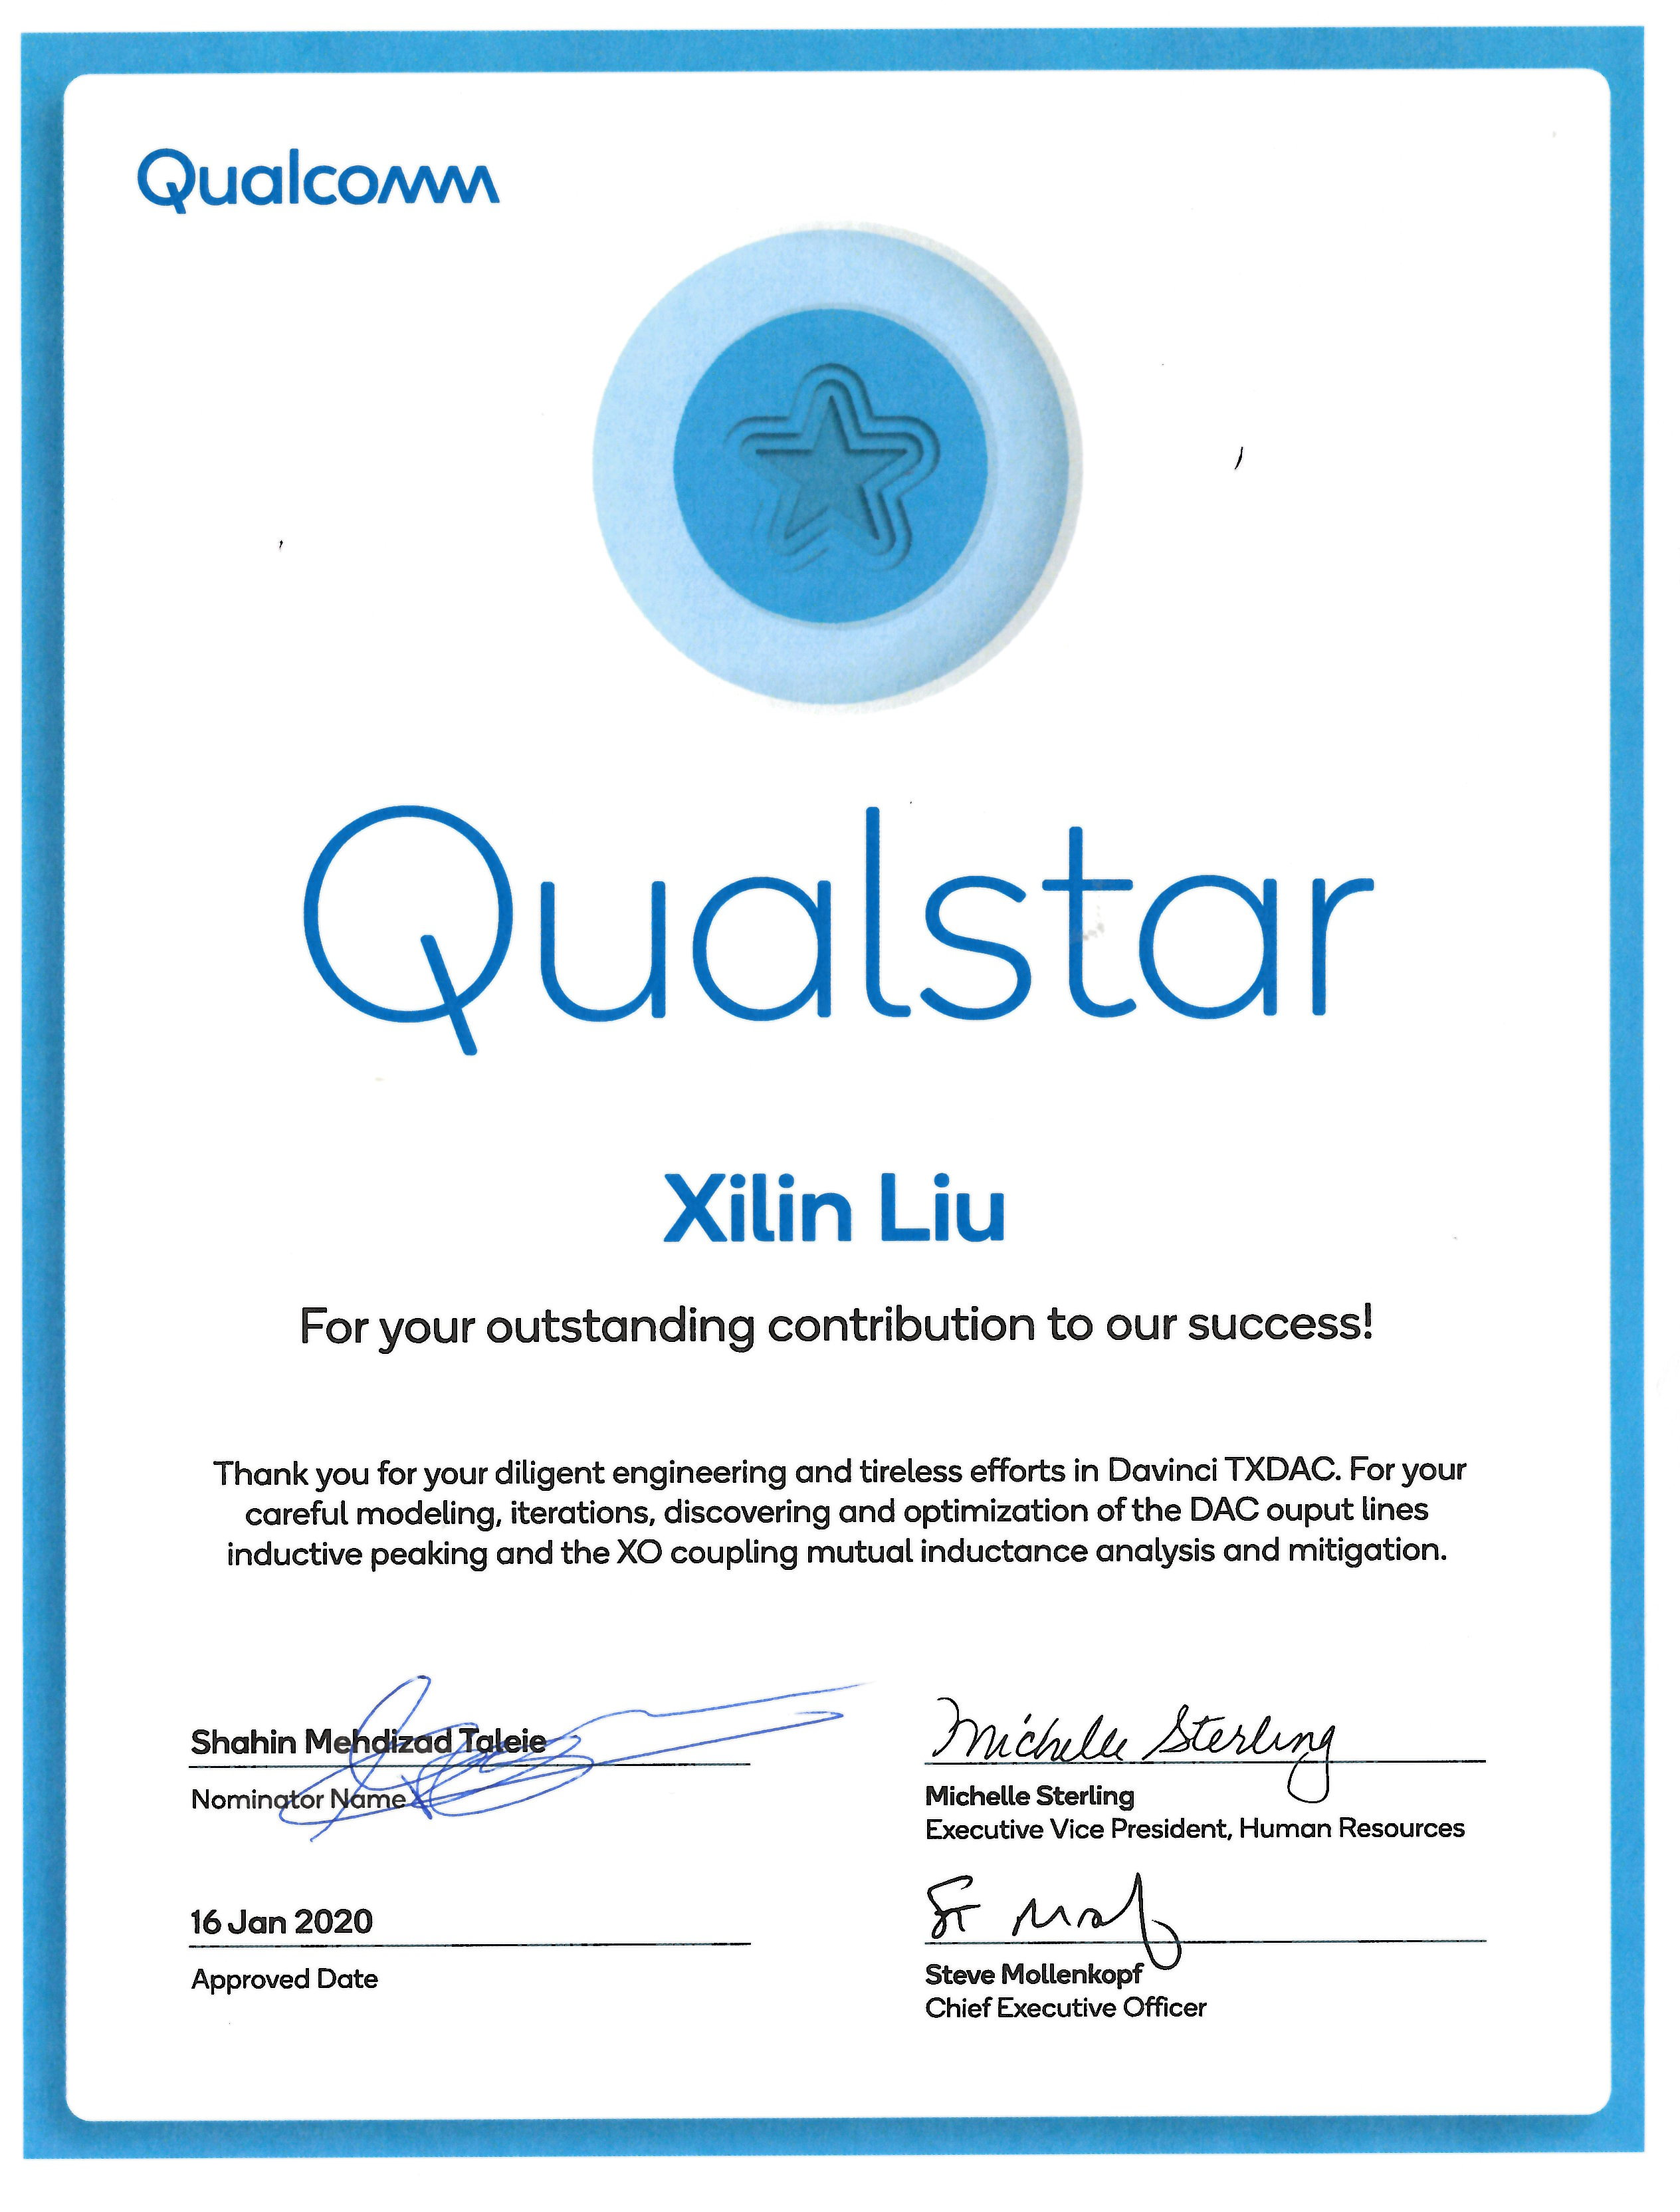 Qualcomm
Qualstar
Xilin Liu
For your outstanding contribution to our success!
Thank you for your diligent engineering and tireless efforts in Davinci TXDAC. For your
careful modeling, iterations, discovering and optimization of the DAC ouput lines
inductive peaking and the XO coupling mutual inductance analysis and mitigation.
Shahin Mehdizad Taleie
Nominator Name
16 Jan 2020
Approved Date
Michelle Sterling
Michelle Sterling
Executive Vice President, Human Resources
Steve Mollenkopf
Chief Executive Officer